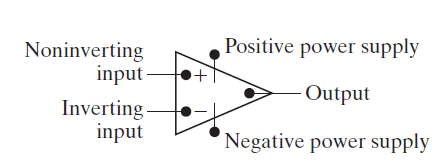 Noninverting
input
+
Positive power supply
Output
Inverting
input
−
Negative power supply